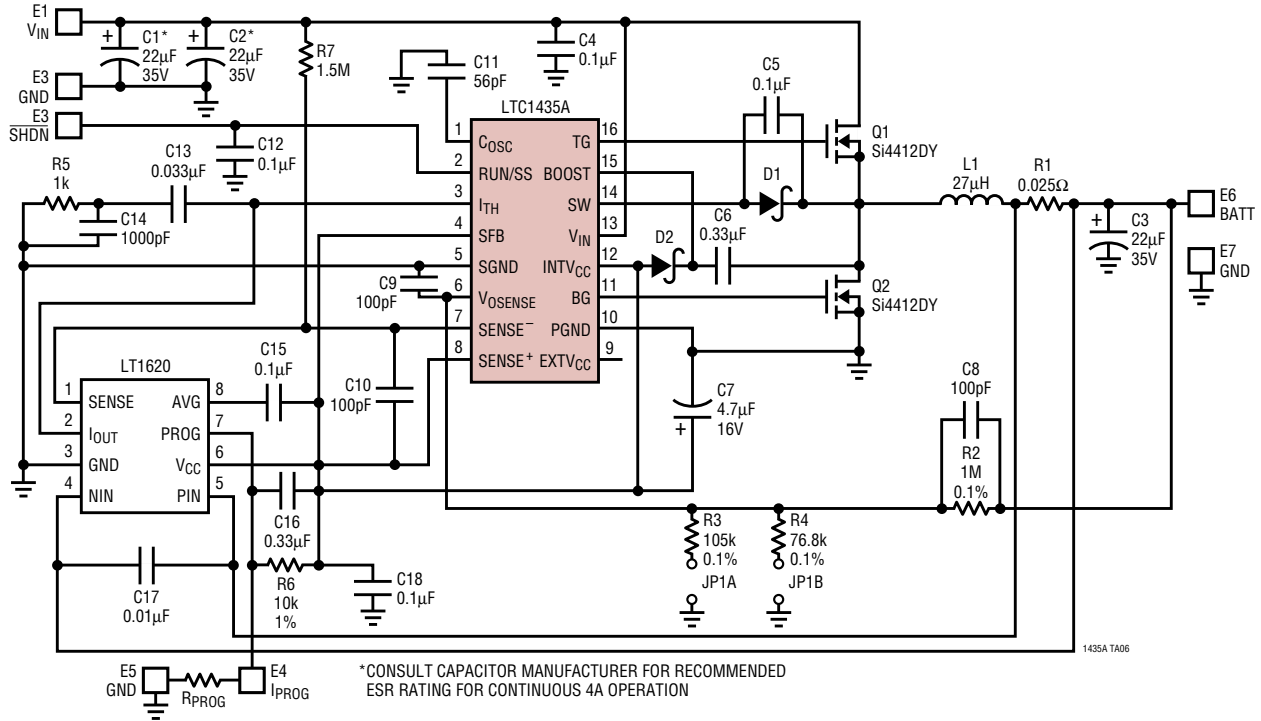 E1
VIN
C1*
22µF
35V
+
C2*
22µF
35V
+
R7
1.5M
C11
56pF
C4
0.1µF
C5
0.1µF
E3
GND
E3
SHDN
C12
0.1µF
C13
0.033µF
R5
1k
C14
1000pF
LTC1435A
1 COSC
2 RUN/SS
3 ITH
4 SFB
5 SGND
6 VOSENSE
7 SENSE–
8 SENSE+
TG 16
BOOST 15
SW 14
VIN 13
INTVCC 12
BG 11
PGND 10
EXTVCC 9
Q1
Si4412DY
D1
D2
C6
0.33µF
L1
27µH
R1
0.025Ω
E6
BATT
+
C3
22µF
35V
E7
GND
Q2
Si4412DY
C9
100pF
C15
0.1µF
C10
100pF
C7
4.7µF
16V
+
C8
100pF
R2
1M
0.1%
LT1620
1 SENSE
2 IOUT
3 GND
4 NIN
AVG 8
PROG 7
VCC 6
PIN 5
C16
0.33µF
R3
105k
0.1%
JP1A
R4
76.8k
0.1%
JP1B
C17
0.01µF
R6
10k
1%
C18
0.1µF
1435A TA06
E5
GND
RPROG
E4
IPROG
*CONSULT CAPACITOR MANUFACTURER FOR RECOMMENDED
ESR RATING FOR CONTINUOUS 4A OPERATION